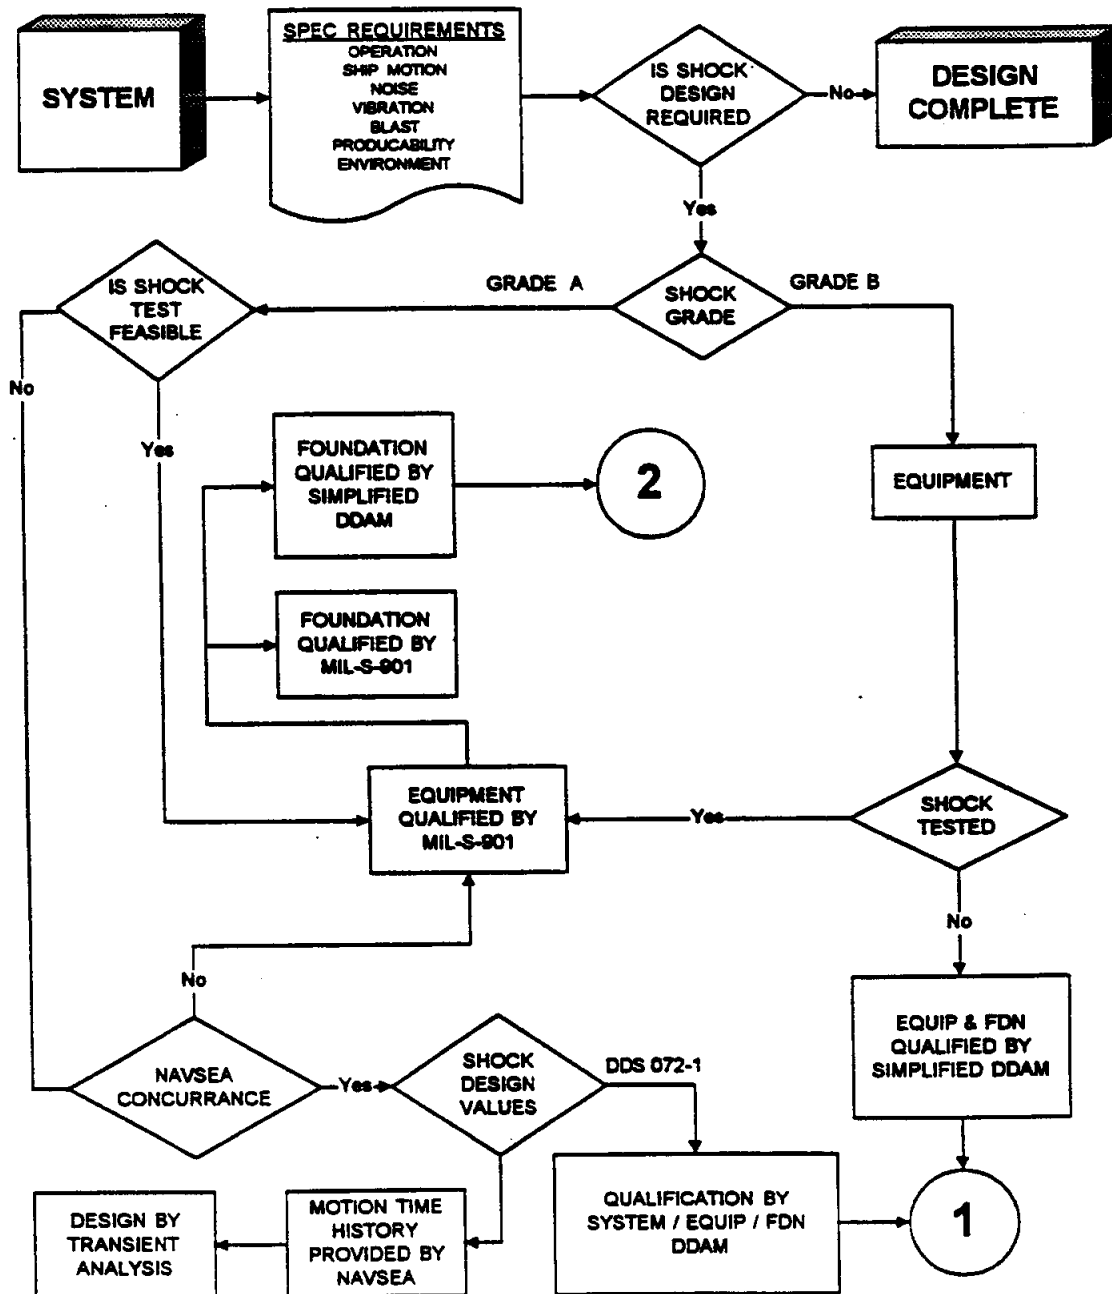 SYSTEM
SPEC REQUIREMENTS
OPERATION
SHIP MOTION
NOISE
VIBRATION
BLAST
PRODUCABILITY
ENVIRONMENT
IS SHOCK
DESIGN
REQUIRED
No
DESIGN
COMPLETE
Yes
IS SHOCK
TEST
FEASIBLE
GRADE A
SHOCK
GRADE
GRADE B
No
Yes
FOUNDATION
QUALIFIED BY
SIMPLIFIED
DDAM
2
EQUIPMENT
FOUNDATION
QUALIFIED BY
MIL-S-901
EQUIPMENT
QUALIFIED BY
MIL-S-901
Yes
SHOCK
TESTED
No
No
NAVSEA
CONCURRANCE
Yes
SHOCK
DESIGN
VALUES
DDS 072-1
EQUIP & FDN
QUALIFIED BY
SIMPLIFIED DDAM
DESIGN BY
TRANSIENT
ANALYSIS
MOTION TIME
HISTORY
PROVIDED BY
NAVSEA
QUALIFICATION BY
SYSTEM / EQUIP / FDN
DDAM
1